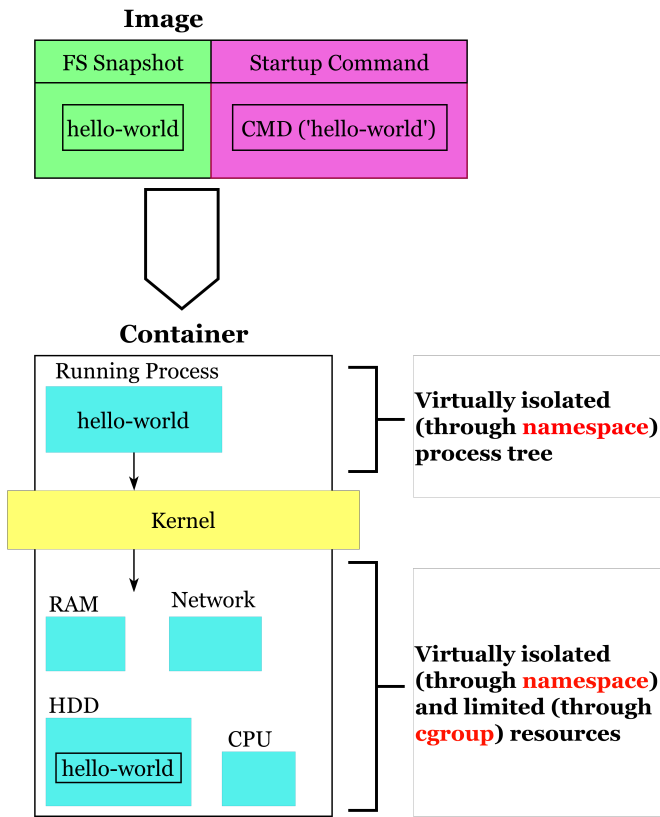 Image
FS Snapshot
Startup Command
hello-world
CMD ('hello-world')
Container
Running Process
hello-world
Virtually isolated
(through namespace)
process tree
Kernel
RAM
Network
HDD
hello-world
CPU
Virtually isolated
(through namespace)
and limited (through
cgroup) resources